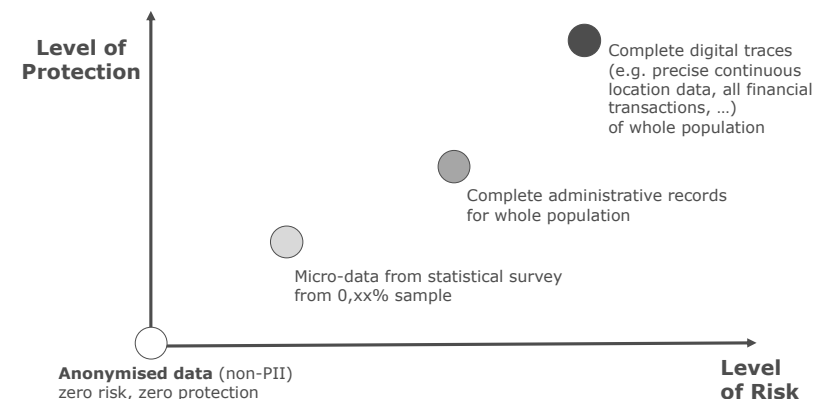 Level of
Protection
Complete digital traces
(e.g. precise continuous
location data, all financial
transactions, …)
of whole population
Complete administrative records
for whole population
Micro-data from statistical survey
from 0,xx% sample
Anonymised data (non-PII)
zero risk, zero protection
Level
of Risk